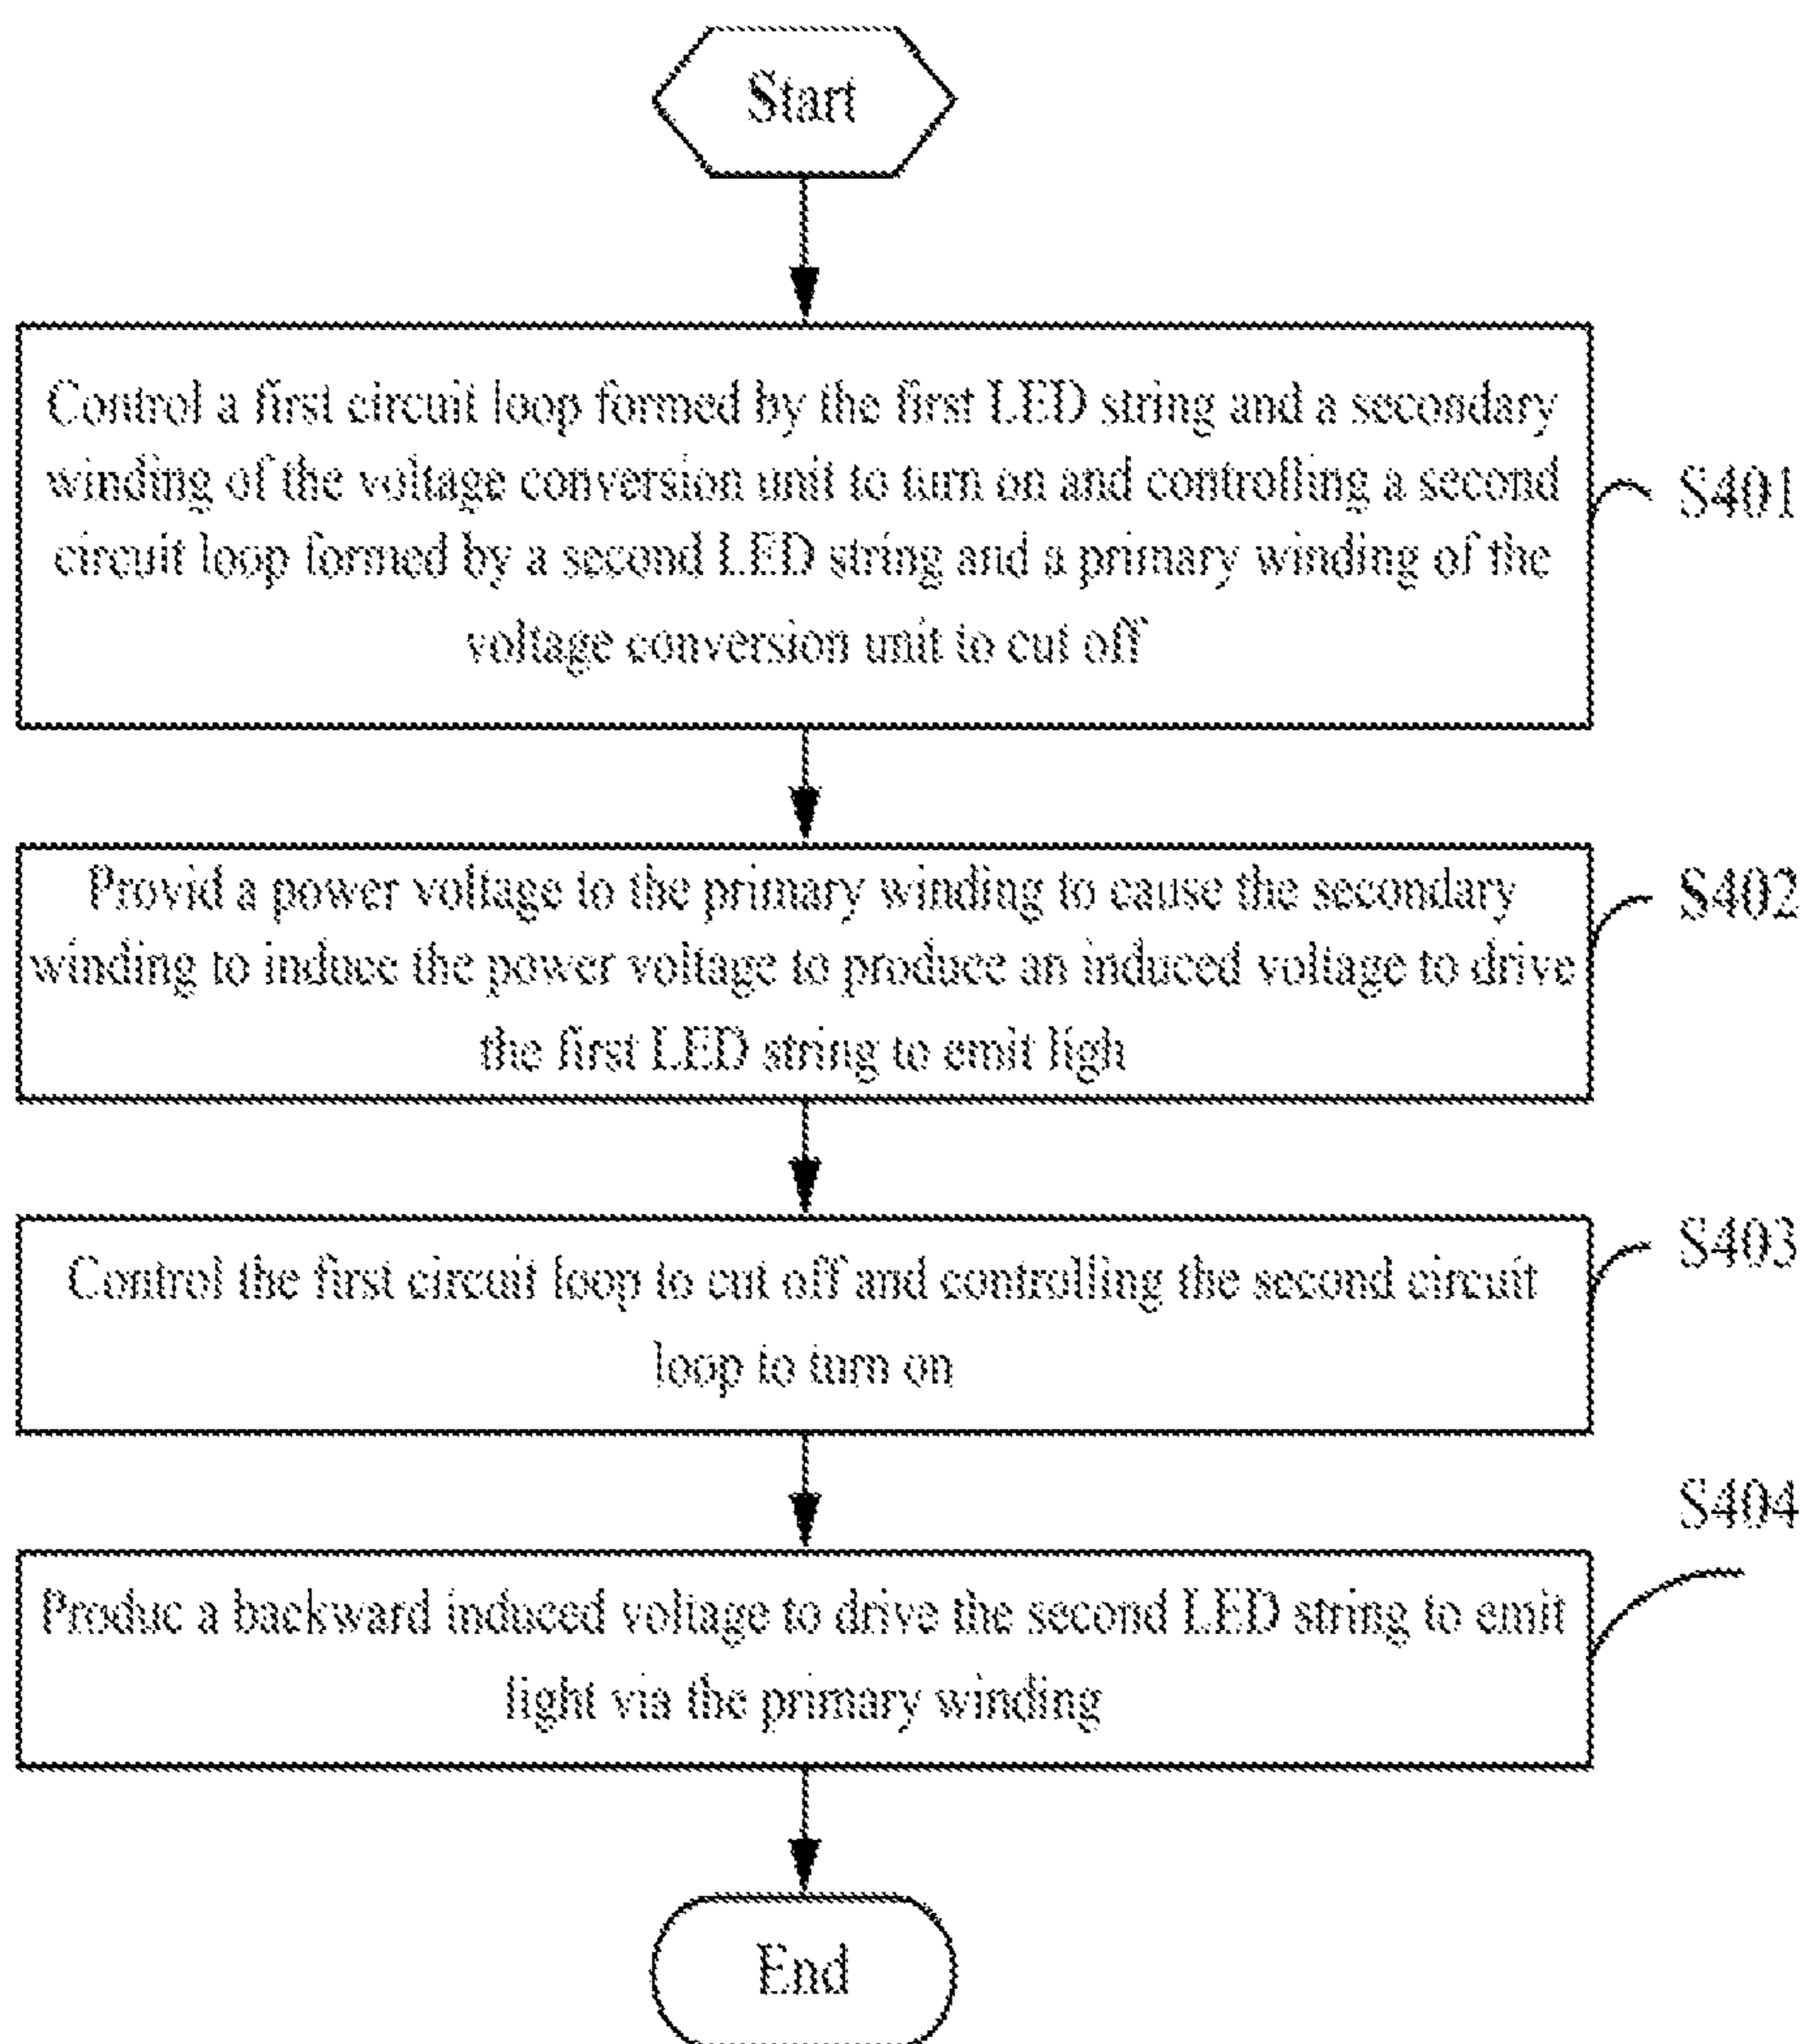 Start
Control a first circuit loop formed by the first LED string and a secondary
winding of the voltage conversion unit to turn on and controlling a second
circuit loop formed by a second LED string and a primary winding of the
voltage conversion unit to cut off
S401
Provid a power voltage to the primary winding to cause the secondary
winding to induce the power voltage to produce an induced voltage to drive
the first LED string to emit ligh
S402
Control the first circuit loop to cut off and controlling the second circuit
loop to turn on
S403
Produc a backward induced voltage to drive the second LED string to emit
light via the primary winding
S404
End